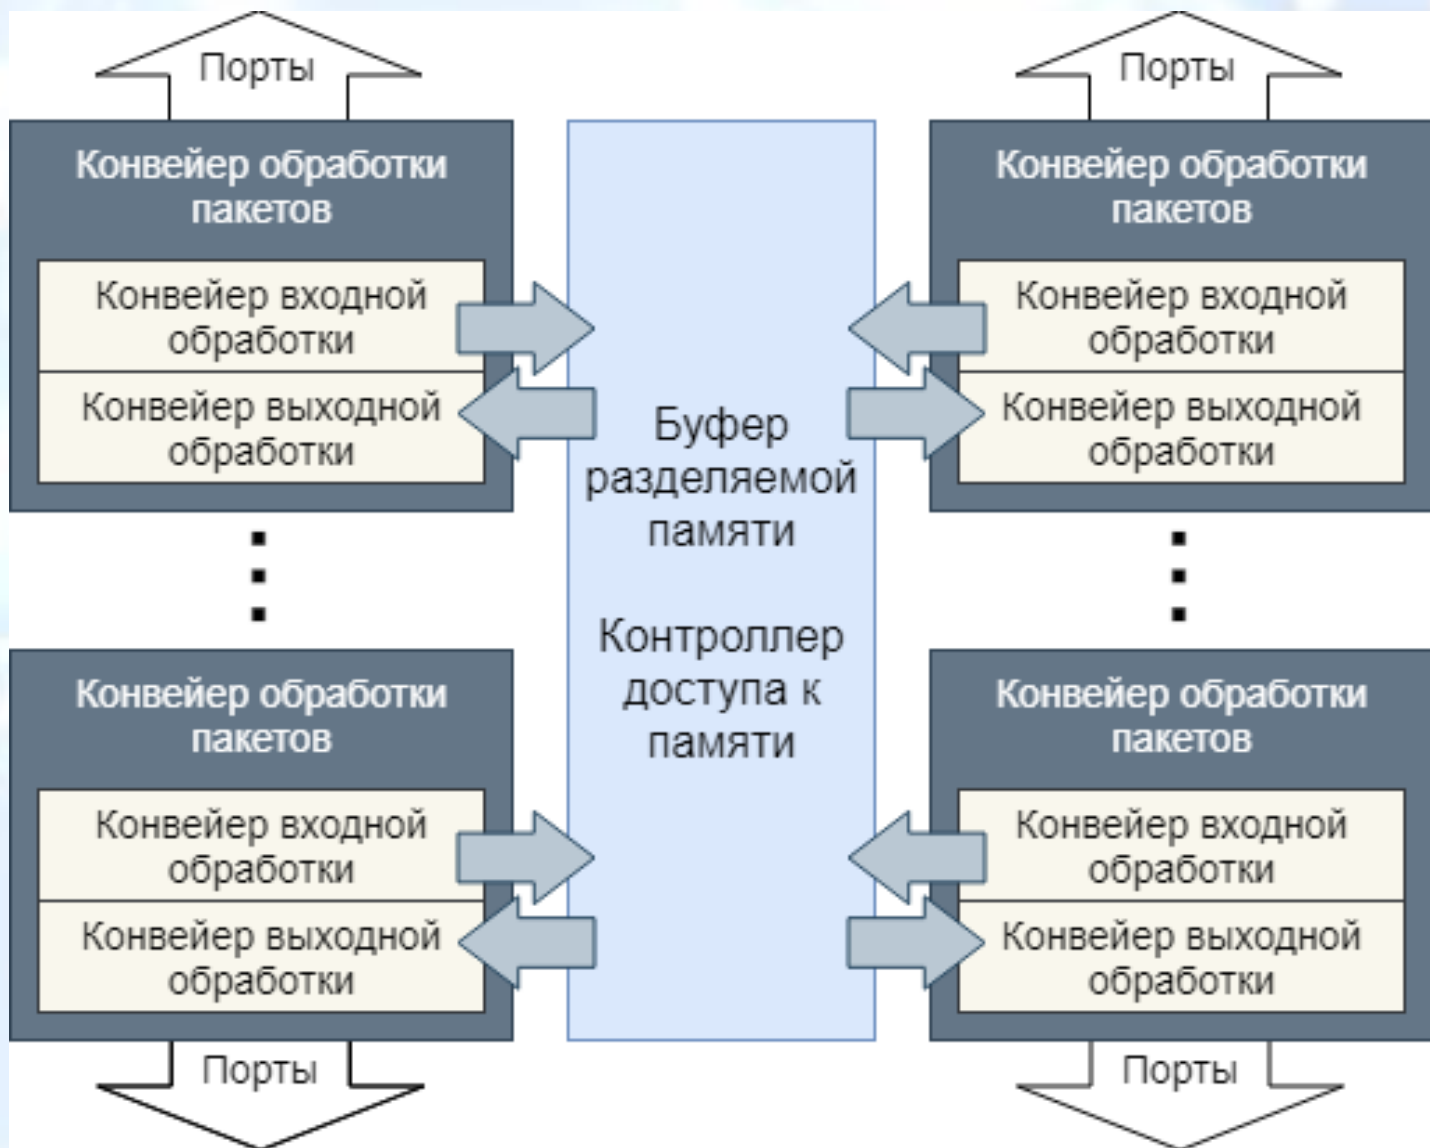 Порты
Конвейер обработки
пакетов
Конвейер входной
обработки
Конвейер выходной
обработки
Конвейер обработки
пакетов
Конвейер входной
обработки
Конвейер выходной
обработки
Порты
Буфер
разделяемой
памяти
Контроллер
доступа к
памяти
Порты
Конвейер обработки
пакетов
Конвейер входной
обработки
Конвейер выходной
обработки
Конвейер обработки
пакетов
Конвейер входной
обработки
Конвейер выходной
обработки
Порты